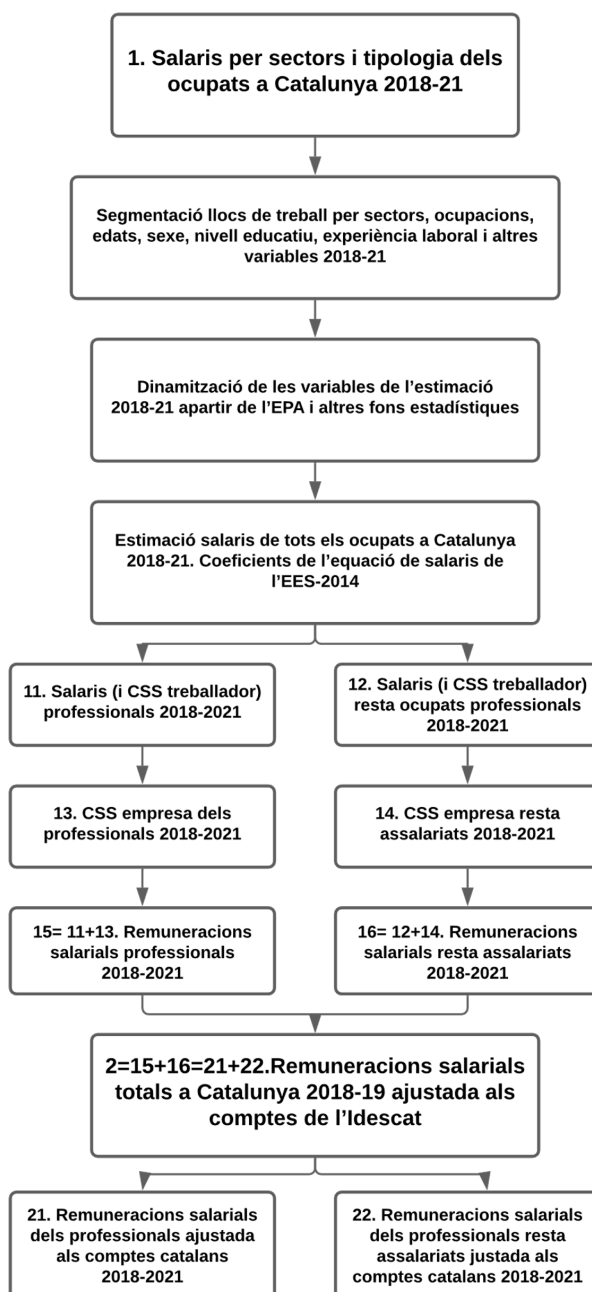 1. Salaris per sectors i tipologia dels
ocupats a Catalunya 2018-21
Segmentació llocs de treball per sectors, ocupacions,
edats, sexe, nivell educatiu, experiència laboral i altres
variables 2018-21
Dinamització de les variables de l’estimació
2018-21 apartir de l’EPA i altres fons estadístiques
Estimació salaris de tots els ocupats a Catalunya
2018-21. Coeficients de l’equació de salaris de
l’EES-2014
11. Salaris (i CSS treballador)
professionals 2018-2021
12. Salaris (i CSS treballador)
resta ocupats professionals
2018-2021
13. CSS empresa dels
professionals 2018-2021
14. CSS empresa resta
assalariats 2018-2021
15= 11+13. Remuneracions
salarials professionals
2018-2021
16= 12+14. Remuneracions
salarials resta assalariats
2018-2021
2=15+16=21+22.Remuneracions salarials
totals a Catalunya 2018-19 ajustada als
comptes de l’Idescat
21. Remuneracions salarials
dels professionals ajustada
als comptes catalans
2018-2021
22. Remuneracions salarials
dels professionals resta
assalariats justada als
comptes catalans 2018-2021